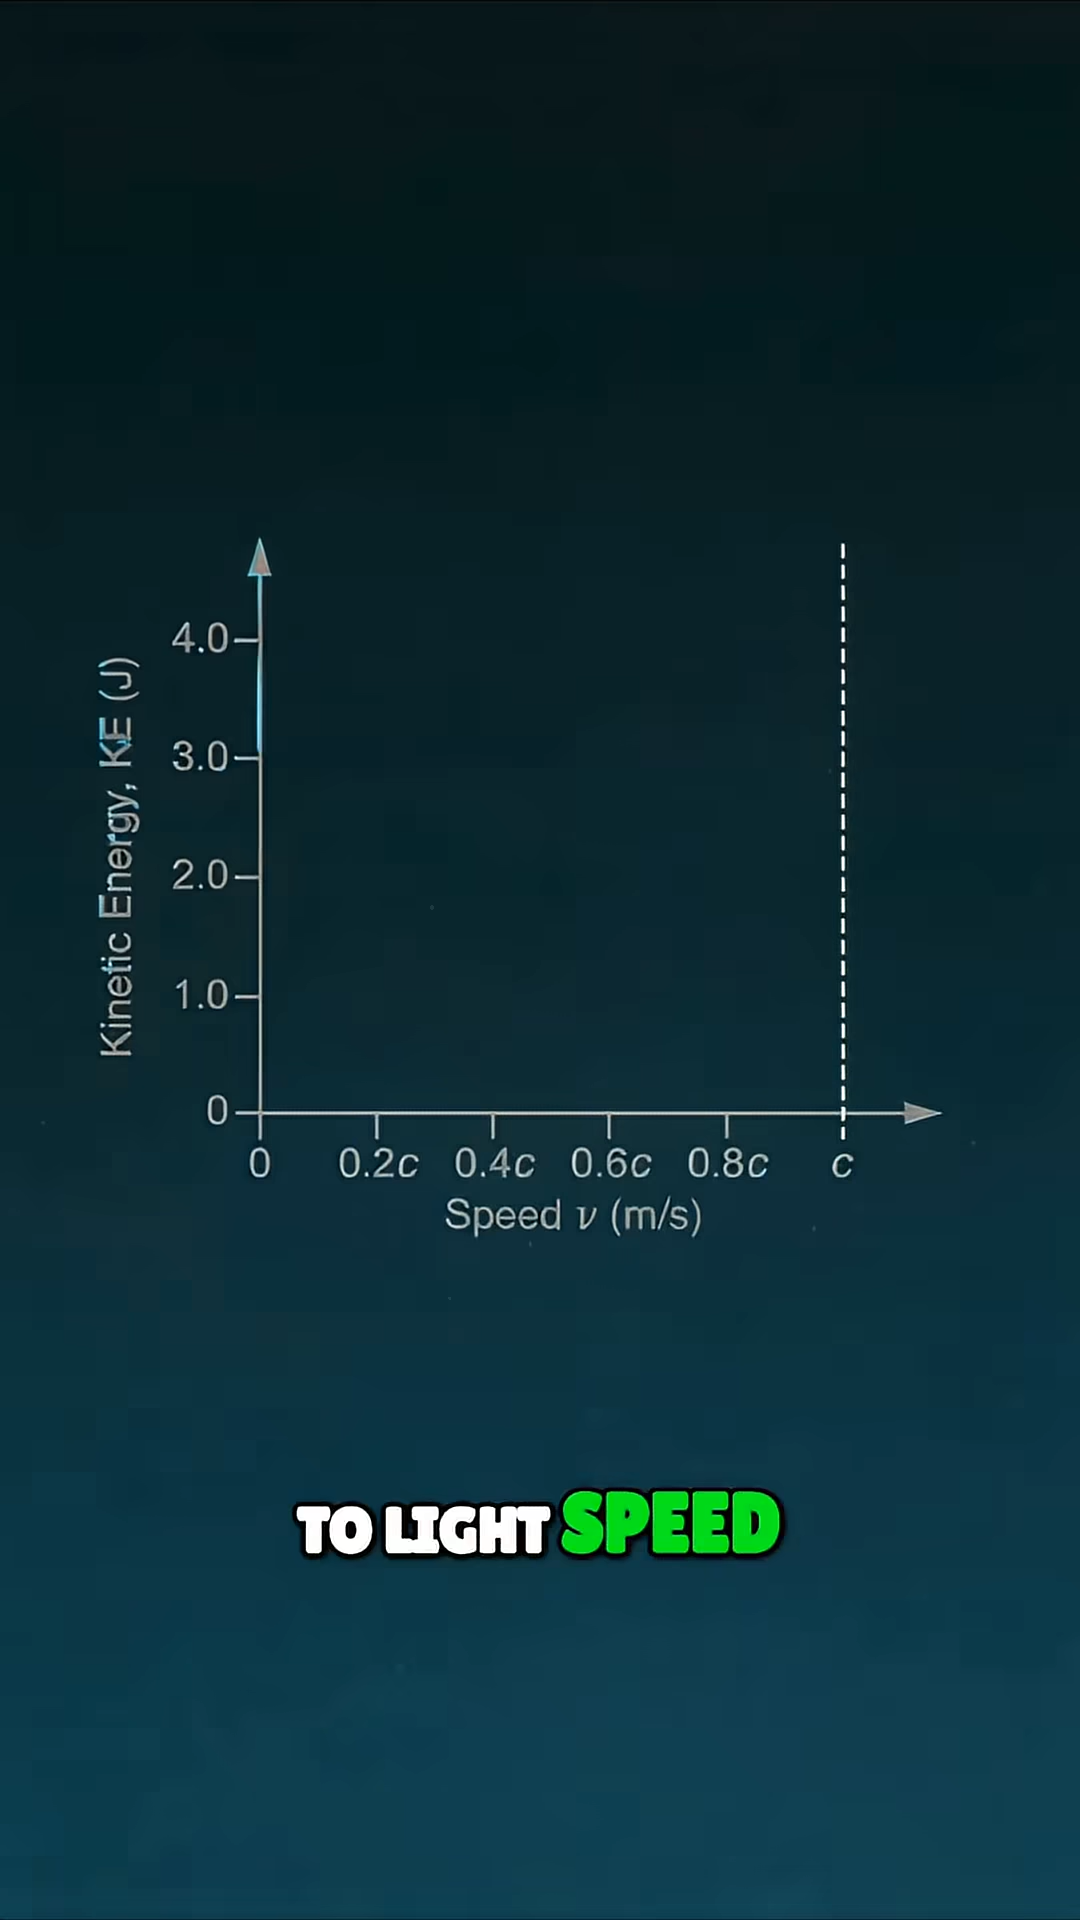 Kinetic Energy, KE (J)
4.0
3.0
2.0
1.0
0
0 0.2c 0.4c 0.6c 0.8c c
Speed ν (m/s)
TO LIGHT SPEED